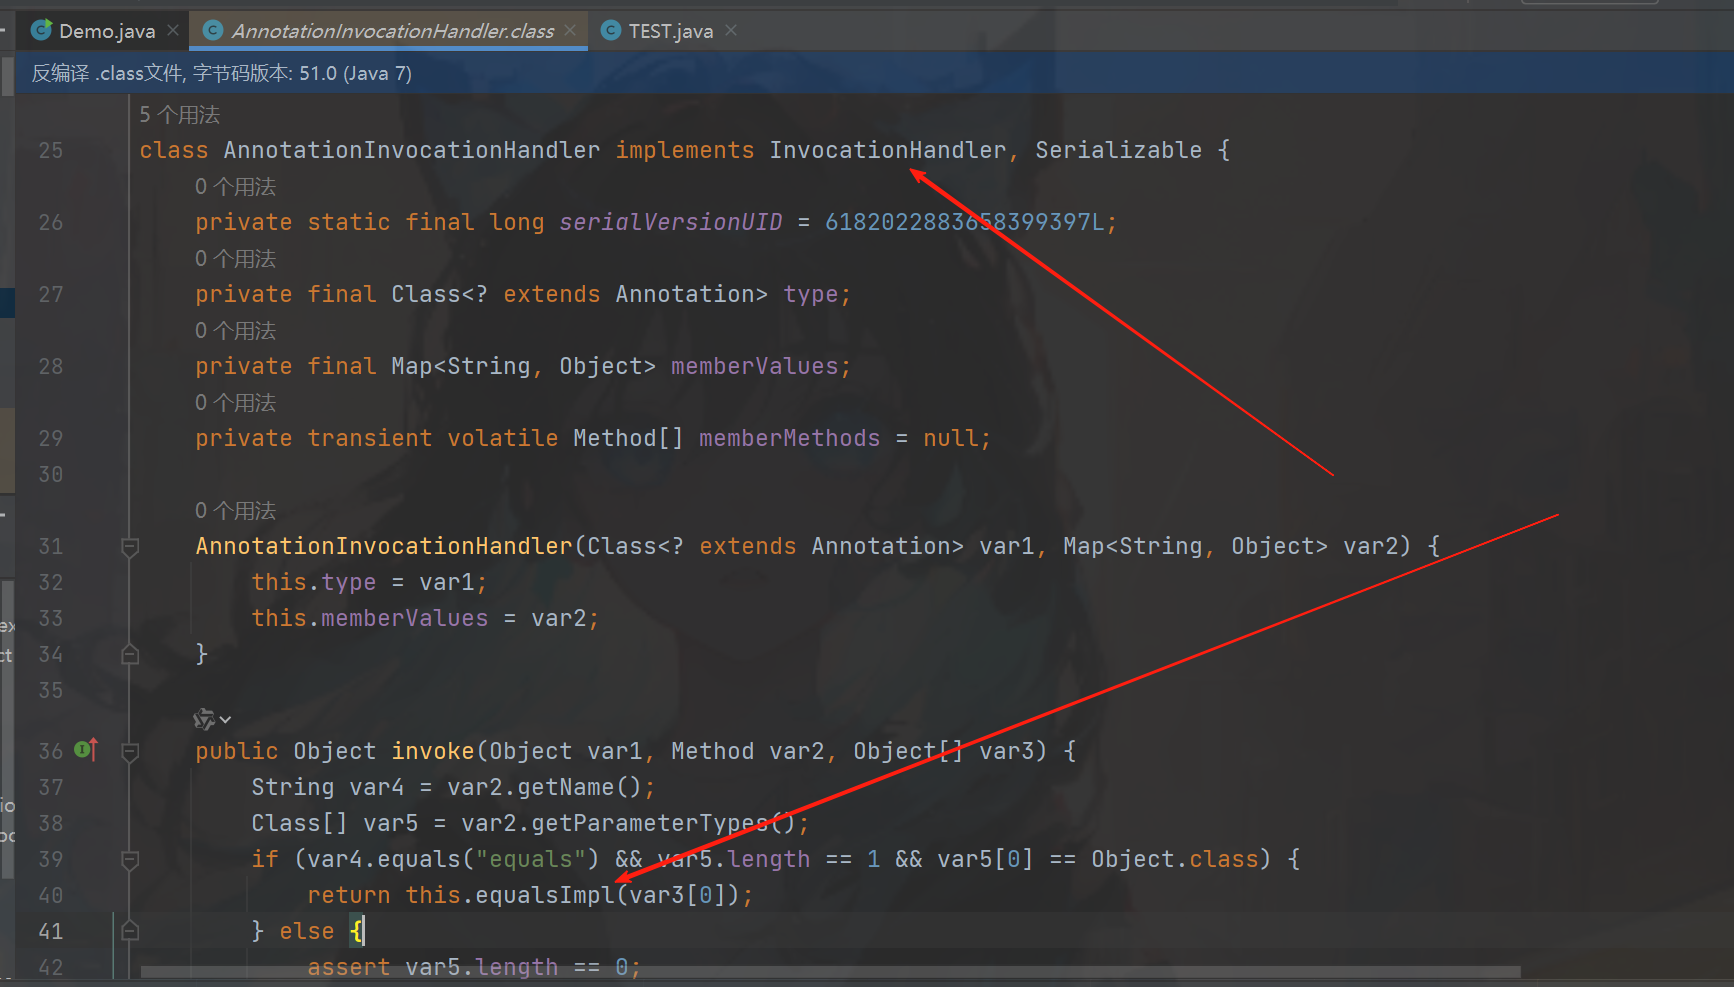 Demo.java
AnnotationInvocationHandler.class
TEST.java
反编译 .class文件, 字节码版本: 51.0 (Java 7)
5 个用法
25 class AnnotationInvocationHandler implements InvocationHandler, Serializable {
0 个用法
26 private static final long serialVersionUID = 6182022883658399397L;
0 个用法
27 private final Class<? extends Annotation> type;
0 个用法
28 private final Map<String, Object> memberValues;
0 个用法
29 private transient volatile Method[] memberMethods = null;
30
0 个用法
31 AnnotationInvocationHandler(Class<? extends Annotation> var1, Map<String, Object> var2) {
32 this.type = var1;
33 this.memberValues = var2;
34 }
35
36 public Object invoke(Object var1, Method var2, Object[] var3) {
37 String var4 = var2.getName();
38 Class[] var5 = var2.getParameterTypes();
39 if (var4.equals("equals") && var5.length == 1 && var5[0] == Object.class) {
40 return this.equalsImpl(var3[0]);
41 } else {
42 assert var5.length == 0;